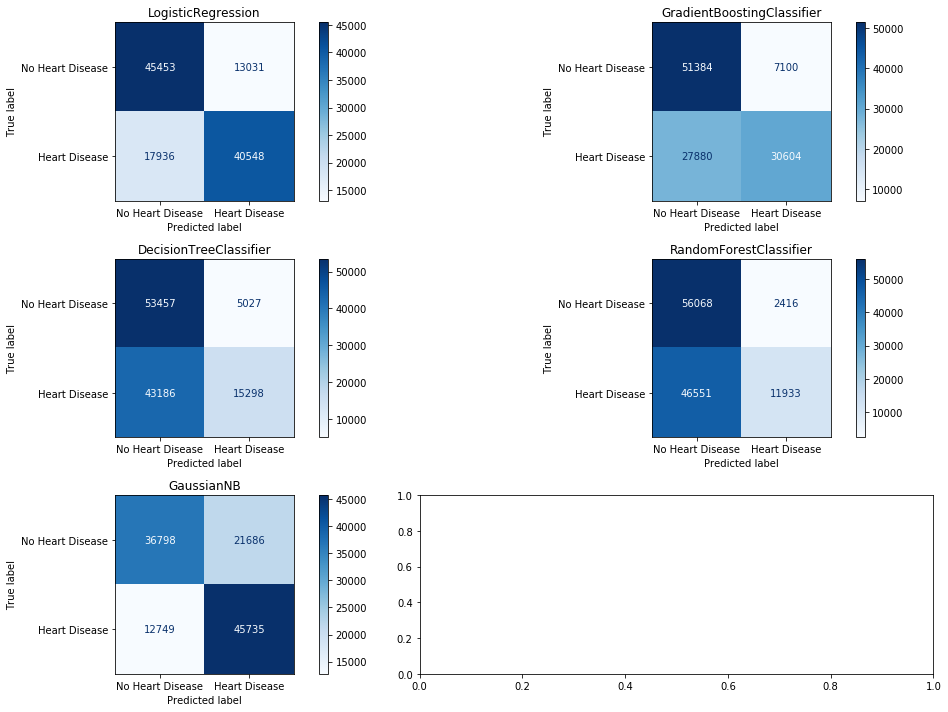 LogisticRegression
True label
No Heart Disease
45453 13031
Heart Disease
17936 40548
No Heart Disease Heart Disease
Predicted label
45000
40000
35000
30000
25000
20000
15000
GradientBoostingClassifier
True label
No Heart Disease
51384 7100
Heart Disease
27880 30604
No Heart Disease Heart Disease
Predicted label
50000
40000
30000
20000
10000
DecisionTreeClassifier
True label
No Heart Disease
53457 5027
Heart Disease
43186 15298
No Heart Disease Heart Disease
Predicted label
50000
40000
30000
20000
10000
RandomForestClassifier
True label
No Heart Disease
56068 2416
Heart Disease
46551 11933
No Heart Disease Heart Disease
Predicted label
50000
40000
30000
20000
10000
GaussianNB
True label
No Heart Disease
36798 21686
Heart Disease
12749 45735
No Heart Disease Heart Disease
Predicted label
45000
40000
35000
30000
25000
20000
15000
1.0
0.8
0.6
0.4
0.2
0.0
0.0 0.2 0.4 0.6 0.8 1.0